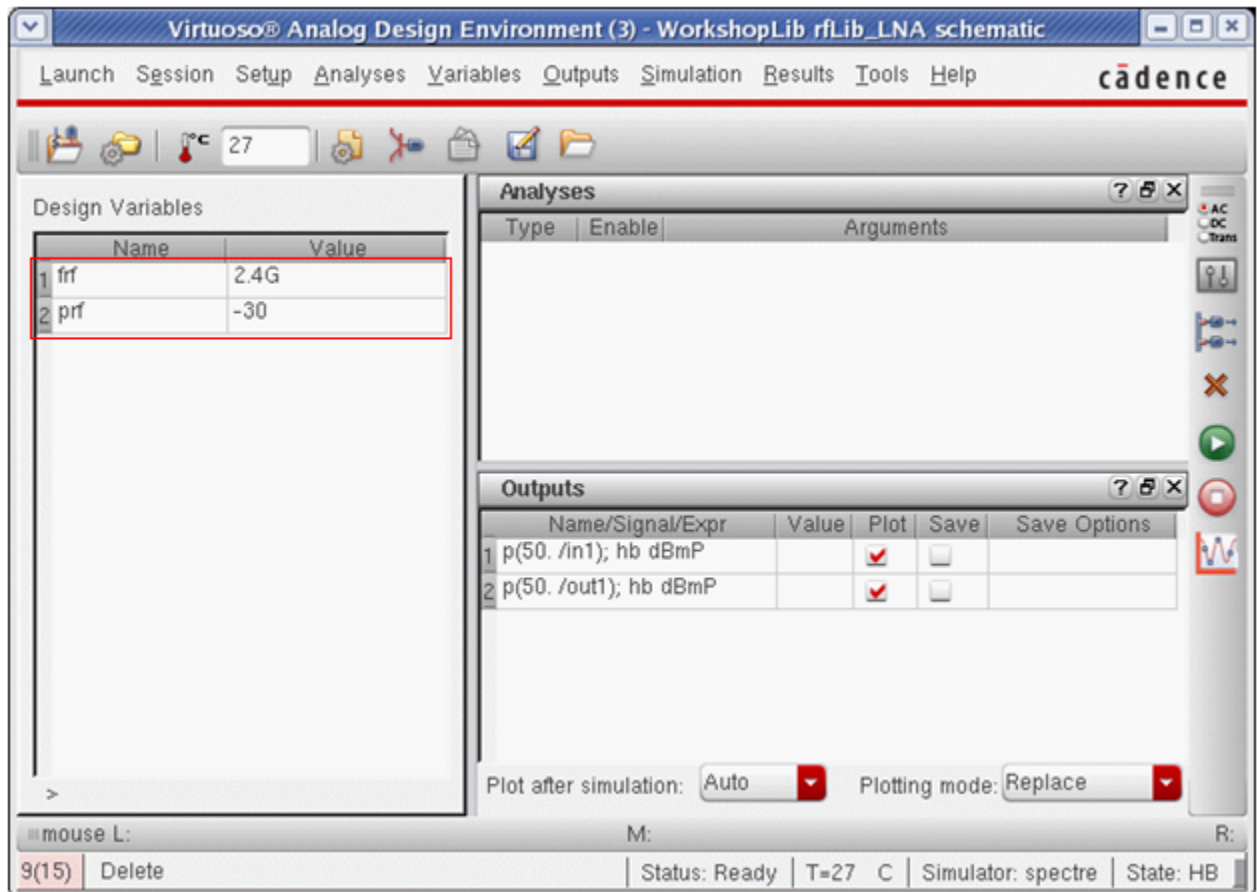 Virtuoso® Analog Design Environment (3) - WorkshopLib rfLib_LNA schematic
Launch Session Setup Analyses Variables Outputs Simulation Results Tools Help cādence
°C 27
Design Variables
Name Value
1 frf 2.4G
2 prf -30
>
Analyses
Type Enable Arguments
AC
DC
Trans
Outputs
Name/Signal/Expr Value Plot Save Save Options
1 p(50. /in1); hb dBmP
2 p(50. /out1); hb dBmP
Plot after simulation: Auto Plotting mode: Replace
mouse L: M: R:
9(15) Delete Status: Ready T=27 C Simulator: spectre State: HB